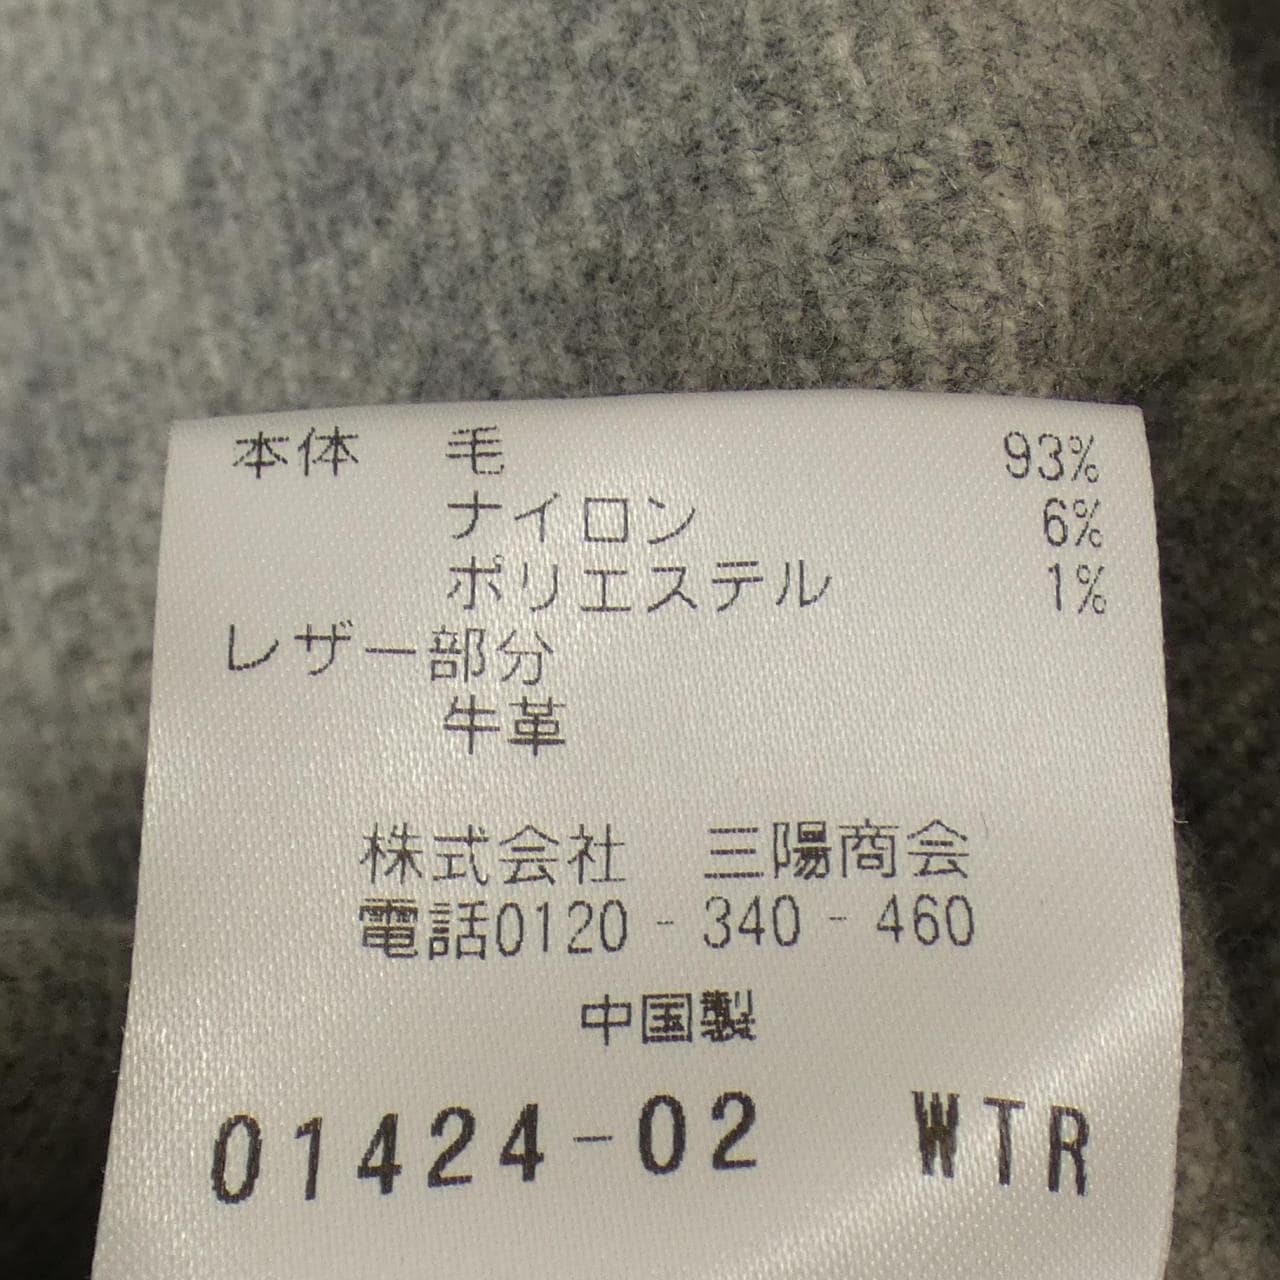 本体 毛 93%
ナイロン 6%
ポリエステル 1%
レザー部分
牛革
株式会社 三陽商会
電話0120-340-460
中国製
01424-02 WTR